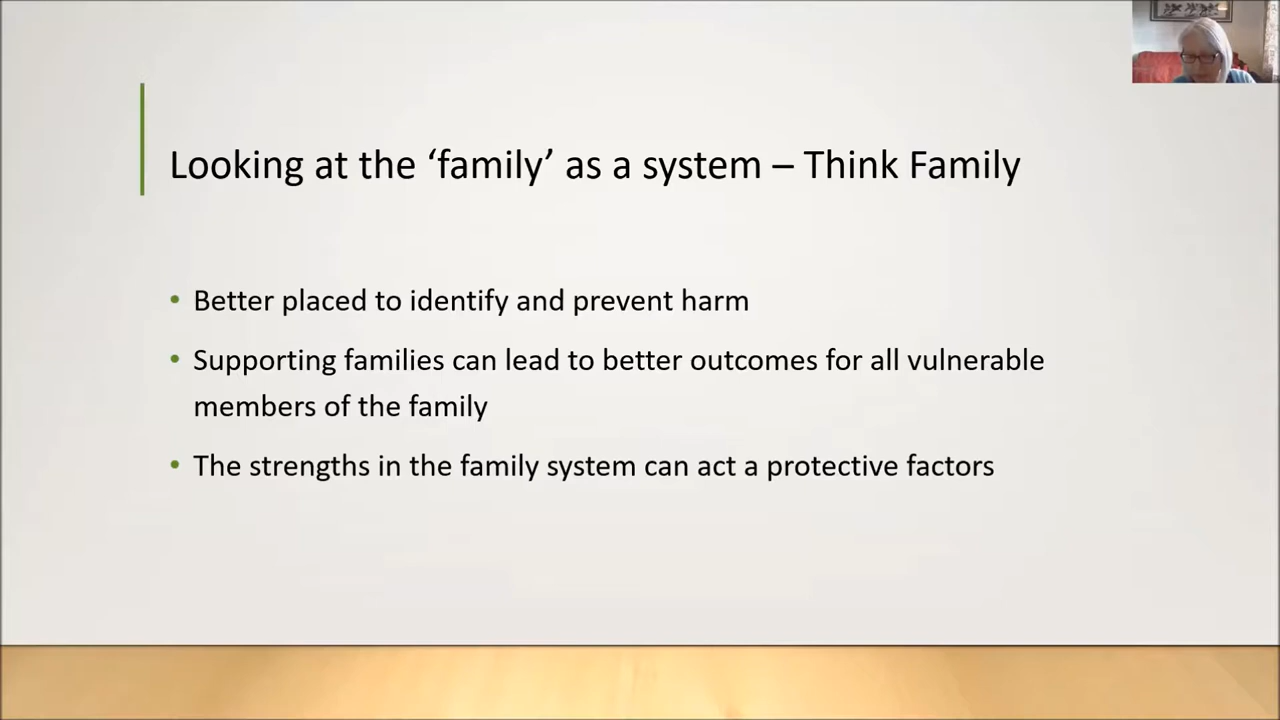 Looking at the ‘family’ as a system – Think Family
• Better placed to identify and prevent harm
• Supporting families can lead to better outcomes for all vulnerable
members of the family
• The strengths in the family system can act a protective factors